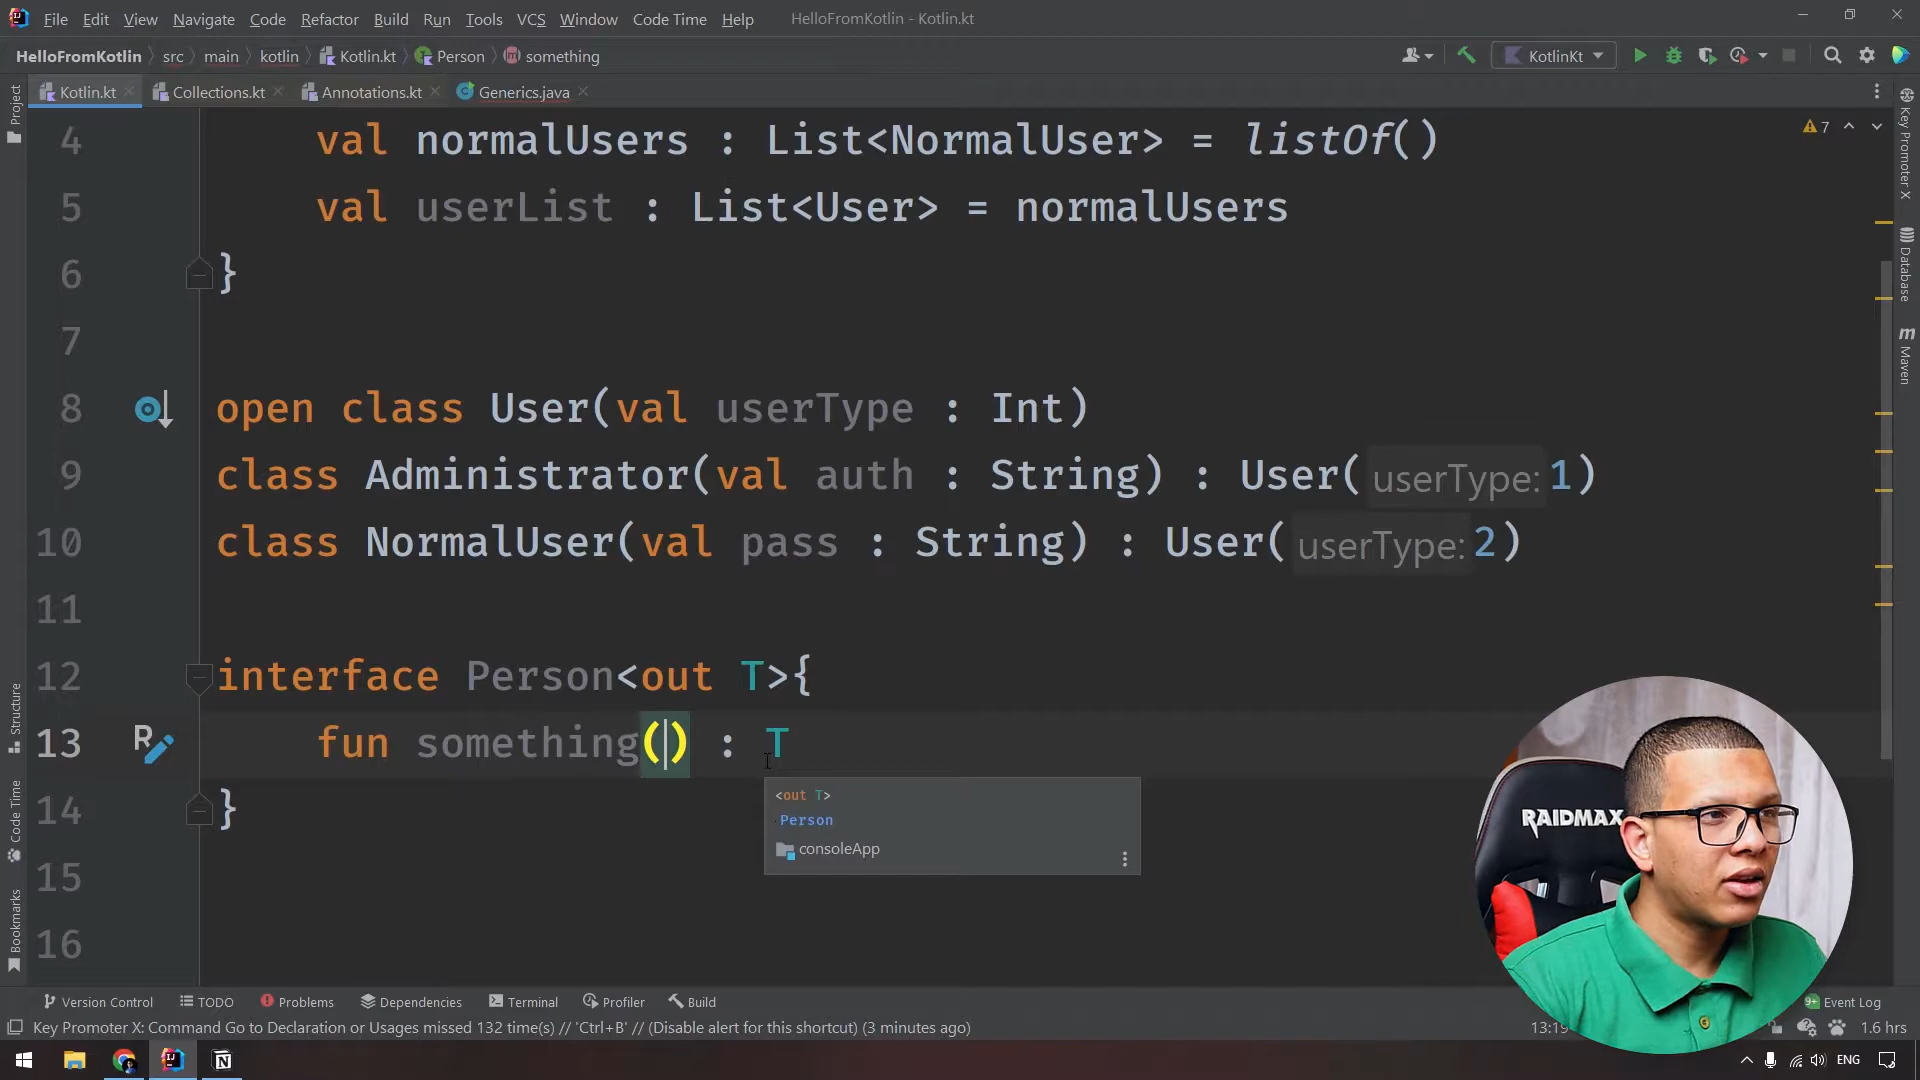 File Edit View Navigate Code Refactor Build Run Tools VCS Window Code Time Help HelloFromKotlin - Kotlin.kt
HelloFromKotlin src main kotlin Kotlin.kt Person something KotlinKt
Kotlin.kt Collections.kt Annotations.kt Generics.java
Project
Structure
Code Time
Bookmarks
4 val normalUsers : List<NormalUser> = listOf()
5 val userList : List<User> = normalUsers
6 }
7
8 open class User(val userType : Int)
9 class Administrator(val auth : String) : User( userType: 1)
10 class NormalUser(val pass : String) : User( userType: 2)
11
12 interface Person<out T>{
13 fun something() : T
14 }
15
16
<out T>
Person
consoleApp
7
Key Promoter X
Database
Maven
RAIDMAX
Version Control TODO Problems Dependencies Terminal Profiler Build 9+ Event Log
Key Promoter X: Command Go to Declaration or Usages missed 132 time(s) // 'Ctrl+B' // (Disable alert for this shortcut) (3 minutes ago) 13:19 1.6 hrs
ENG